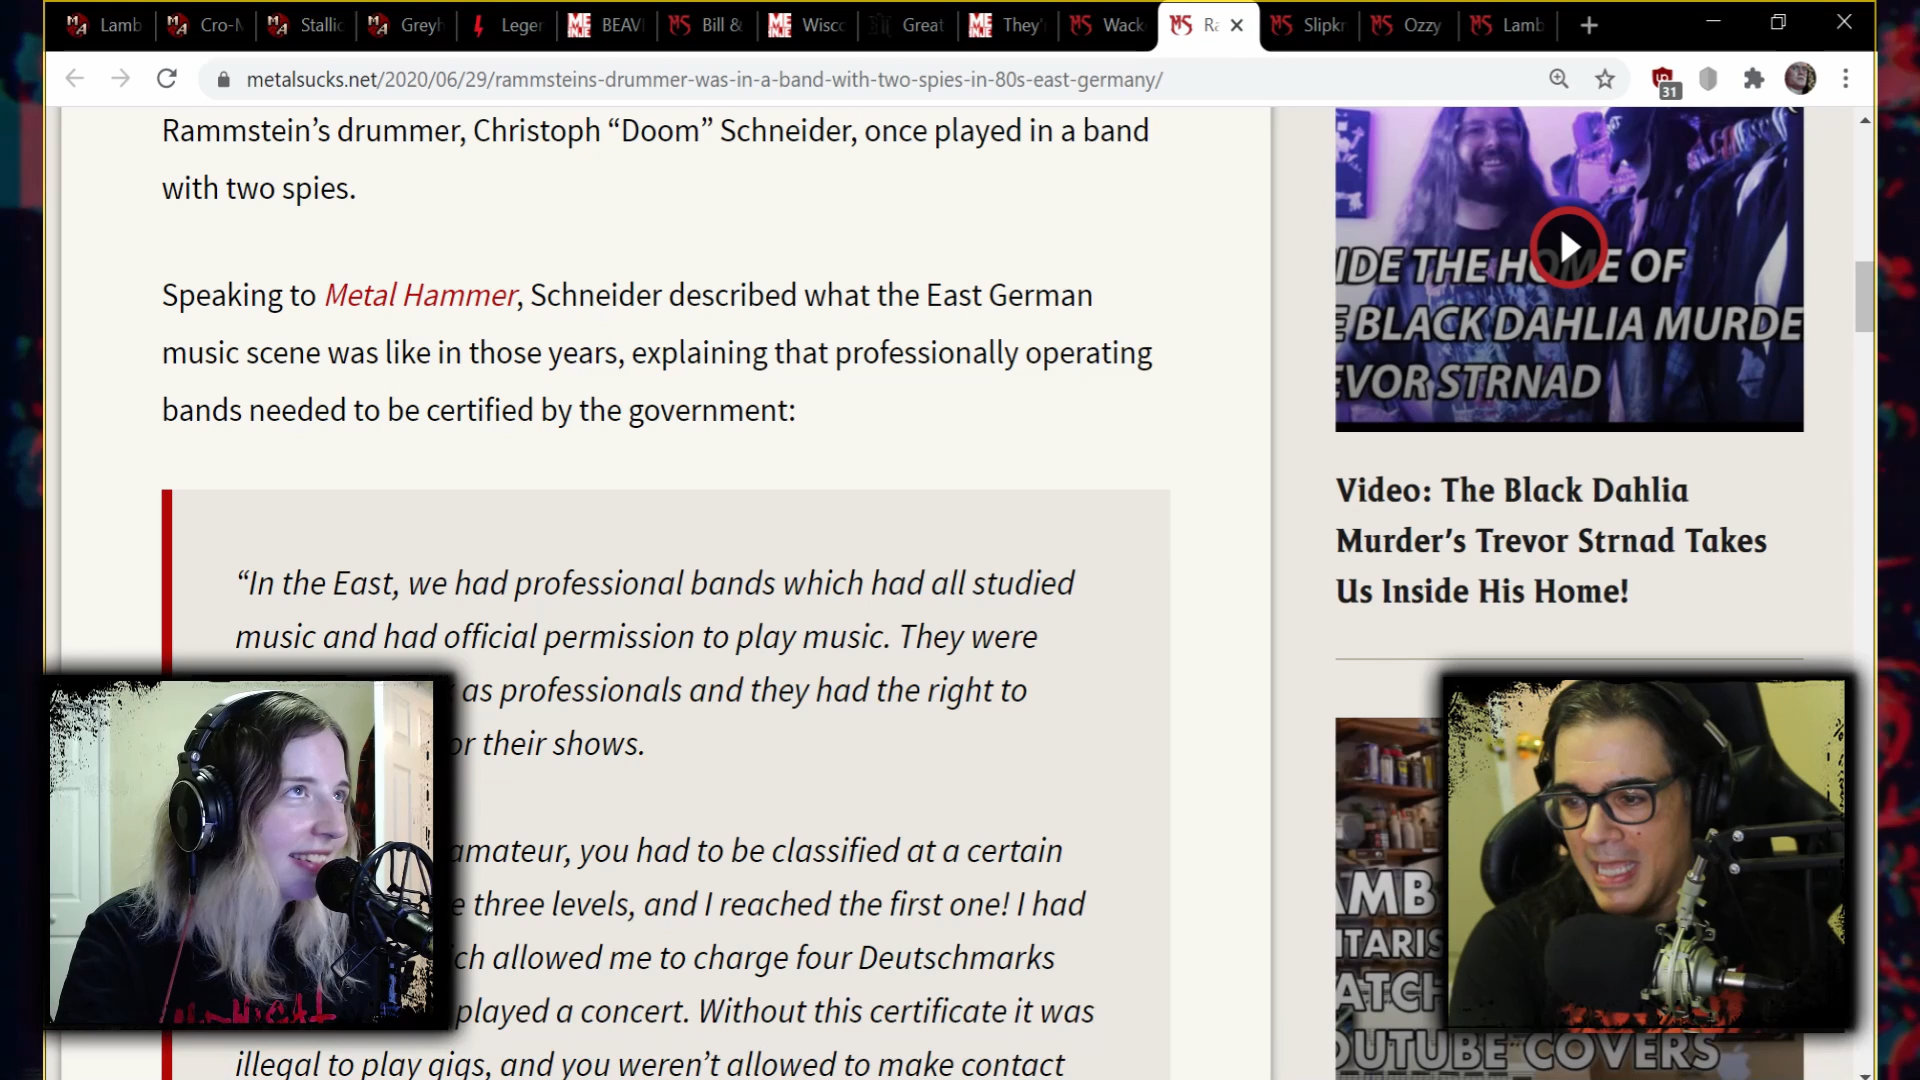 Lamb
Cro-M
Stallic
Greyh
Leger
BEAVI
Bill &
Wisco
Great
They'
Wack
Ra
Slipkn
Ozzy
Lamb
metalsucks.net/2020/06/29/rammsteins-drummer-was-in-a-band-with-two-spies-in-80s-east-germany/
31
Rammstein’s drummer, Christoph “Doom” Schneider, once played in a band
with two spies.
Speaking to Metal Hammer, Schneider described what the East German
music scene was like in those years, explaining that professionally operating
bands needed to be certified by the government:
“In the East, we had professional bands which had all studied
music and had official permission to play music. They were
as professionals and they had the right to
or their shows.
amateur, you had to be classified at a certain
e three levels, and I reached the first one! I had
ch allowed me to charge four Deutschmarks
played a concert. Without this certificate it was
illegal to play gigs, and you weren’t allowed to make contact
IDE THE HOME OF
E BLACK DAHLIA MURDE
EVOR STRNAD
Video: The Black Dahlia
Murder’s Trevor Strnad Takes
Us Inside His Home!
AMB
ITARIS
ATCH
OUTUBE COVERS